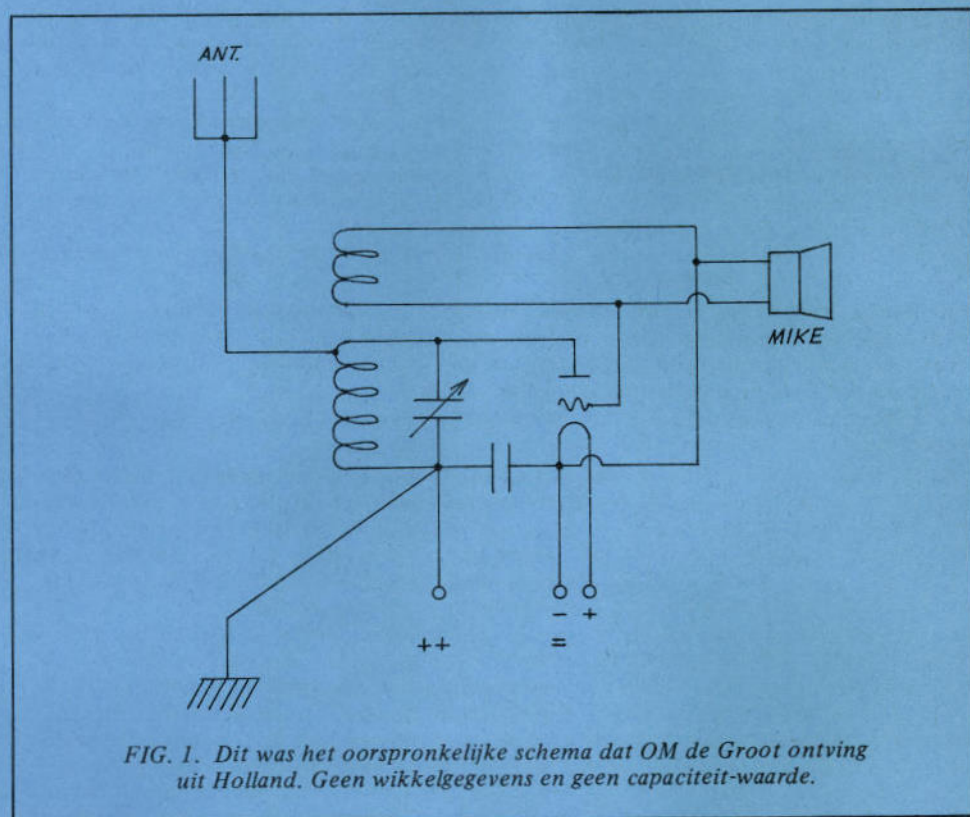 ANT.
MIKE
- +
++ =
FIG. 1. Dit was het oorspronkelijke schema dat OM de Groot ontving
uit Holland. Geen wikkelgegevens en geen capaciteit-waarde.